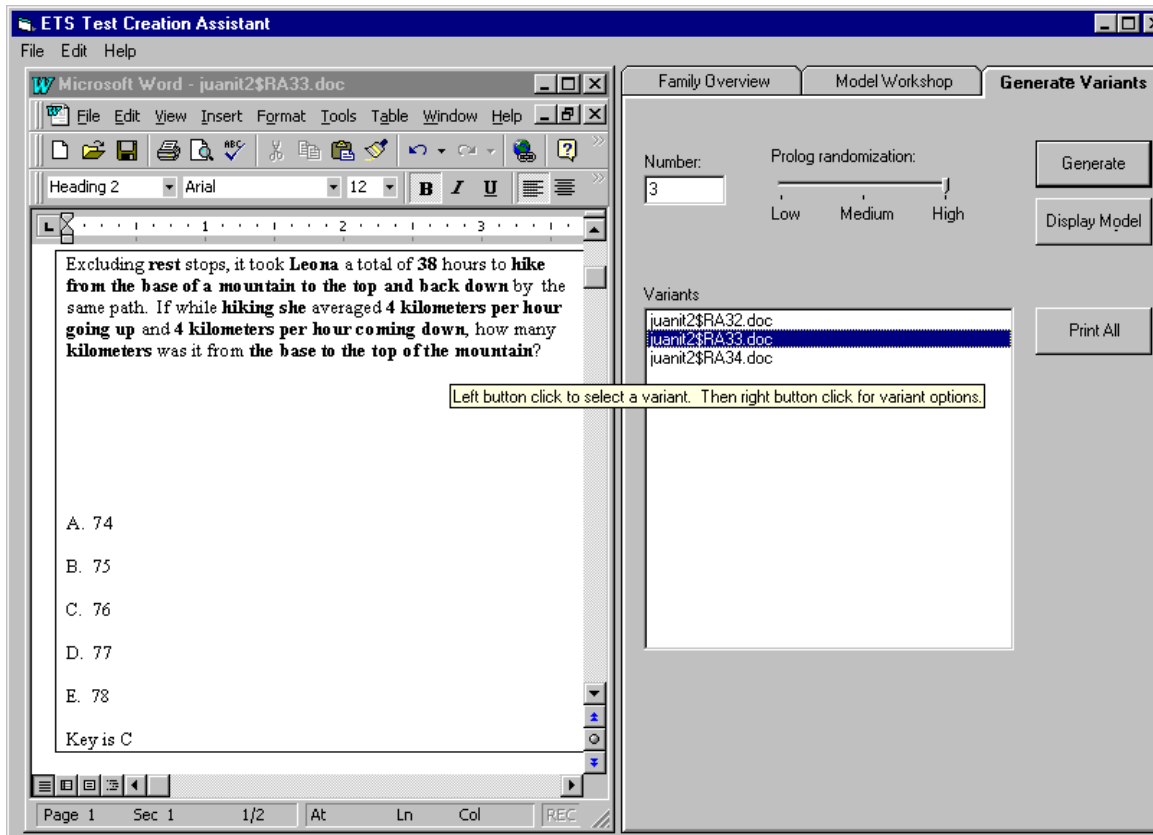 ETS Test Creation Assistant
File Edit Help
Microsoft Word - juanit2$RA33.doc
File Edit View Insert Format Tools Table Window Help
ABC
Heading 2 Arial 12 B I U
L 1 2 3
Excluding rest stops, it took Leona a total of 38 hours to hike
from the base of a mountain to the top and back down by the
same path. If while hiking she averaged 4 kilometers per hour
going up and 4 kilometers per hour coming down, how many
kilometers was it from the base to the top of the mountain?
A. 74
B. 75
C. 76
D. 77
E. 78
Key is C
Page 1 Sec 1 1/2 At Ln Col REC
Family Overview Model Workshop Generate Variants
Number:
3
Prolog randomization:
Low Medium High
Generate
Display Model
Variants
juanit2$RA32.doc
juanit2$RA33.doc
juanit2$RA34.doc
Print All
Left button click to select a variant. Then right button click for variant options.